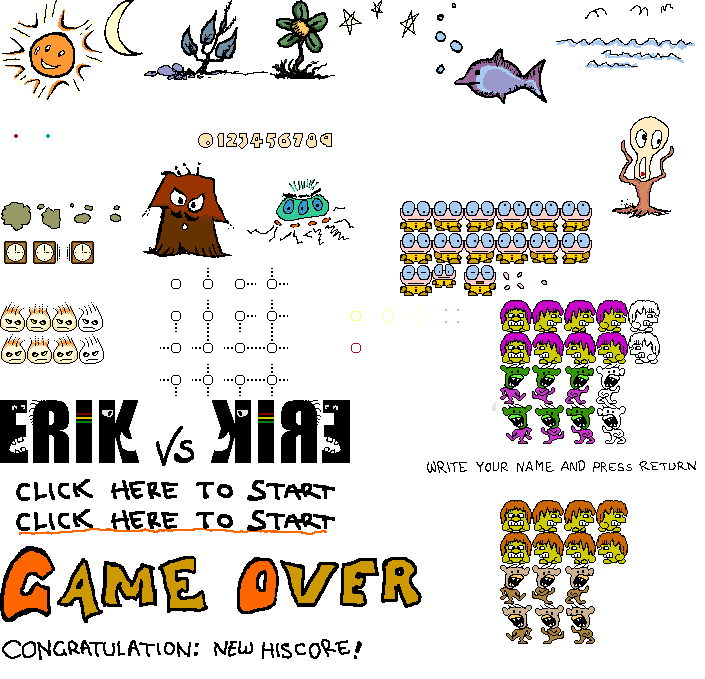 0123456789
ERIK VS KIRE
WRITE YOUR NAME AND PRESS RETURN
CLICK HERE TO START
CLICK HERE TO START
GAME OVER
CONGRATULATION: NEW HISCORE!